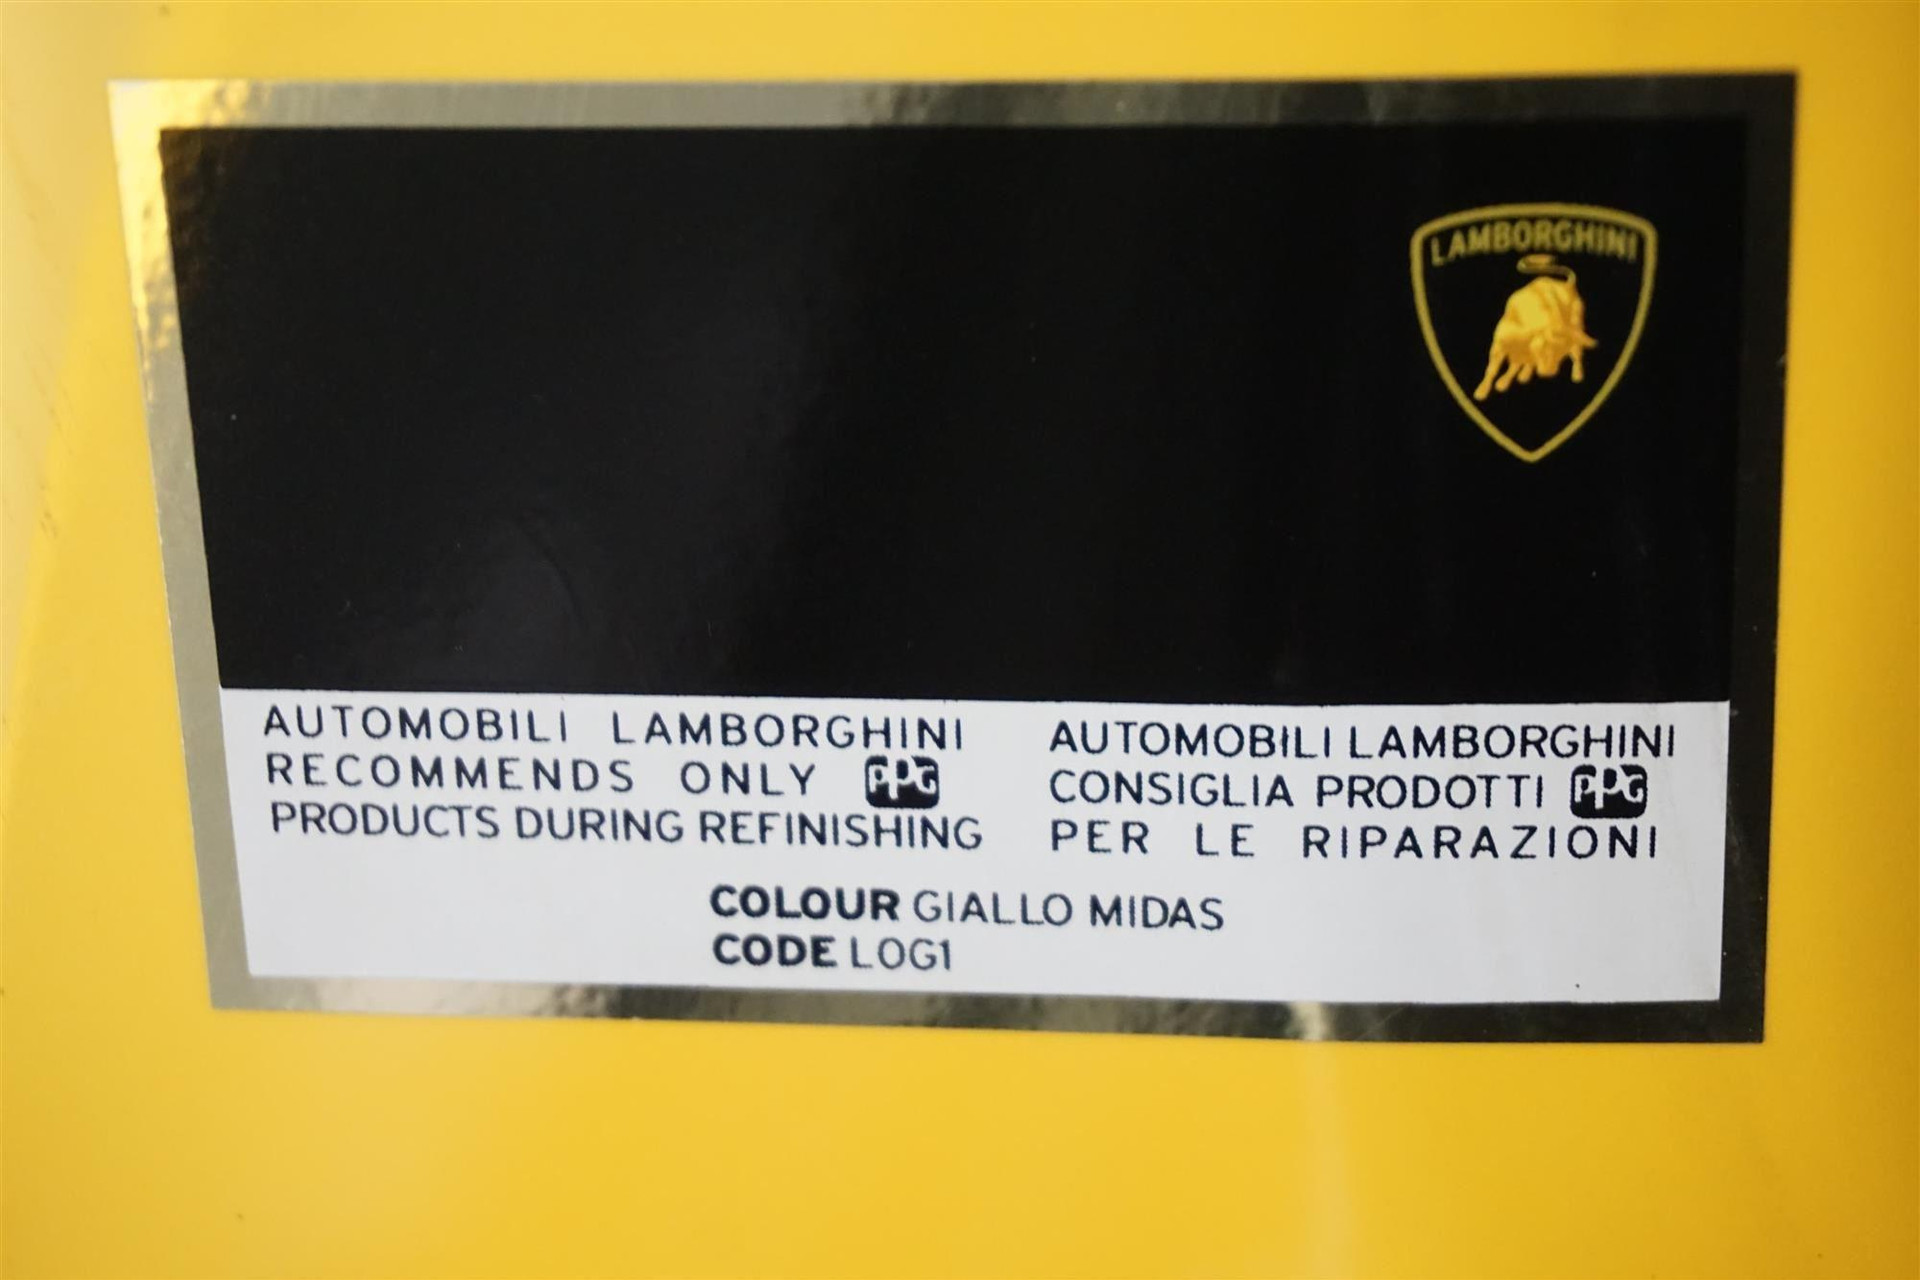 LAMBORGHINI
AUTOMOBILI LAMBORGHINI
RECOMMENDS ONLY PPG
PRODUCTS DURING REFINISHING
AUTOMOBILI LAMBORGHINI
CONSIGLIA PRODOTTI PPG
PER LE RIPARAZIONI
COLOUR GIALLO MIDAS
CODE LOG1